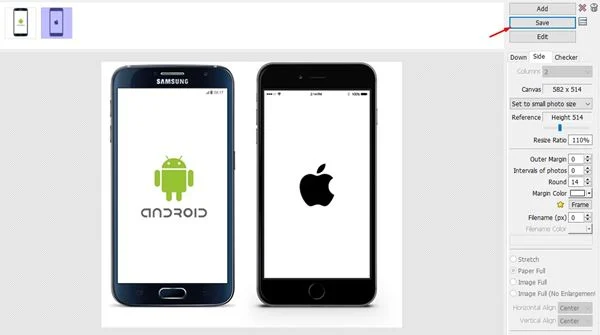 Add
Save
Edit
Down Side Checker
Columns 2
Canvas 582 x 514
Set to small photo size
Reference Height 514
Resize Ratio 110%
Outer Margin 0
Intervals of photos 0
Round 14
Margin Color
Frame
Filename (px) 0
Filename Color
Stretch
Paper Full
Image Full
Image Full (No Enlargement
Horizontal Align Center
Vertical Align Center
SAMSUNG
ANDROID